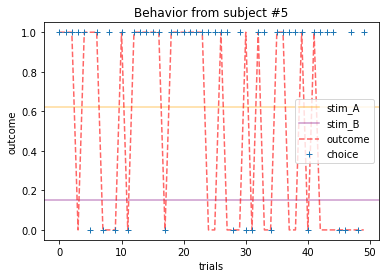 Behavior from subject #5
outcome
1.0
0.8
0.6
0.4
0.2
0.0
stim_A
stim_B
outcome
choice
0 10 20 30 40 50
trials